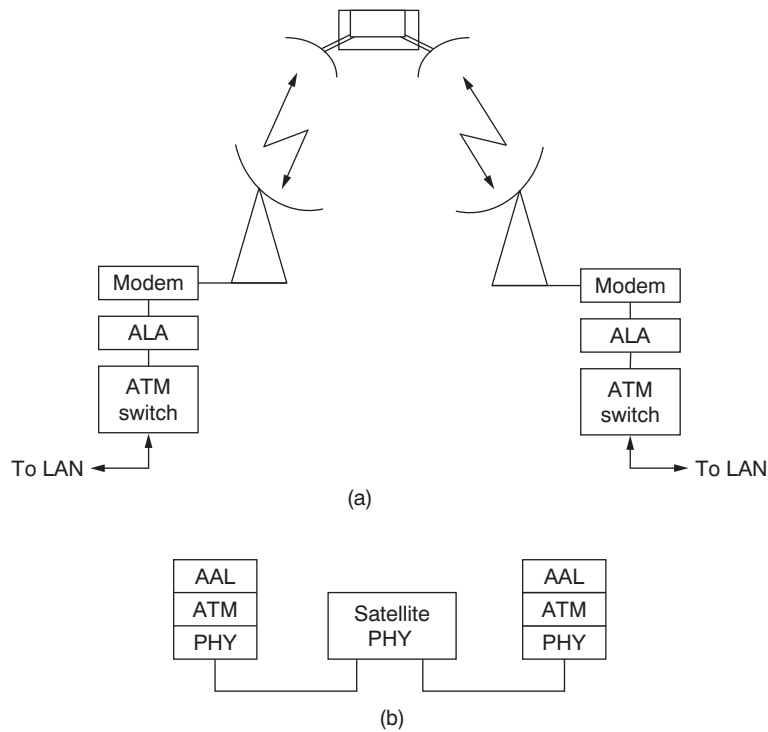 Modem
Modem
ALA
ALA
ATM
switch
ATM
switch
To LAN
To LAN
(a)
AAL
ATM
PHY
Satellite
PHY
AAL
ATM
PHY
(b)